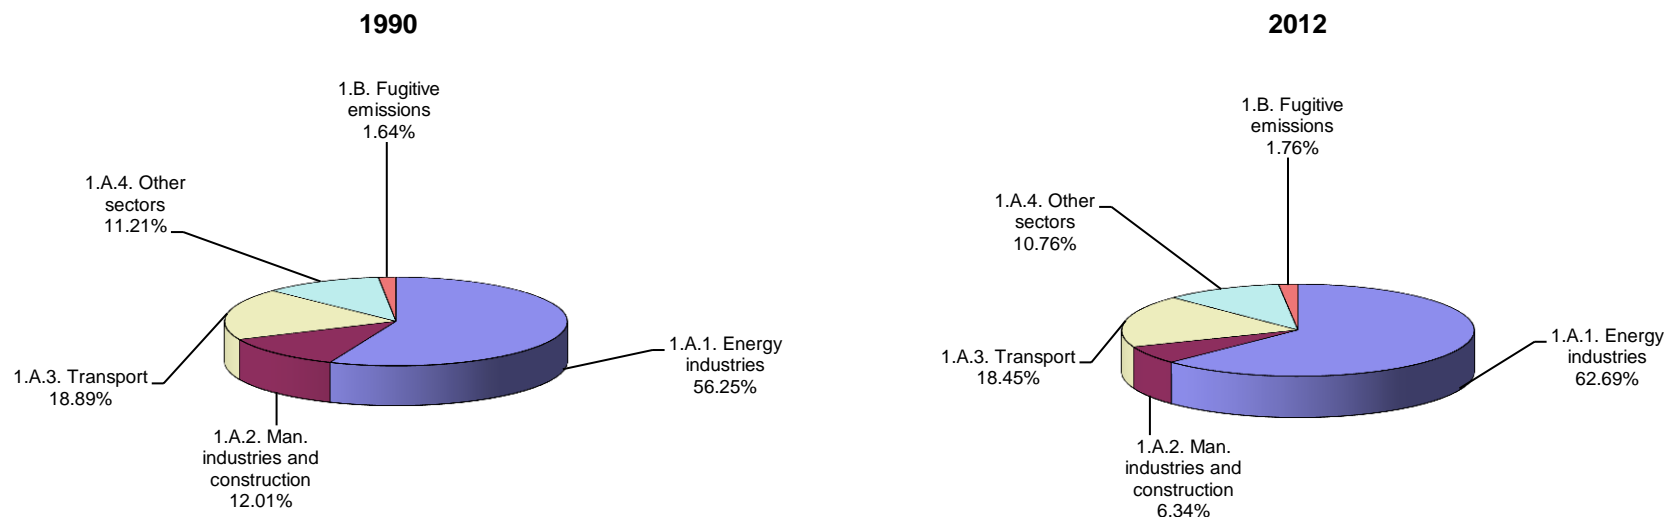 1990
1.B. Fugitive
emissions
1.64%
1.A.4. Other
sectors
11.21%
1.A.1. Energy
industries
56.25%
1.A.3. Transport
18.89%
1.A.2. Man.
industries and
construction
12.01%
2012
1.B. Fugitive
emissions
1.76%
1.A.4. Other
sectors
10.76%
1.A.1. Energy
industries
62.69%
1.A.3. Transport
18.45%
1.A.2. Man.
industries and
construction
6.34%